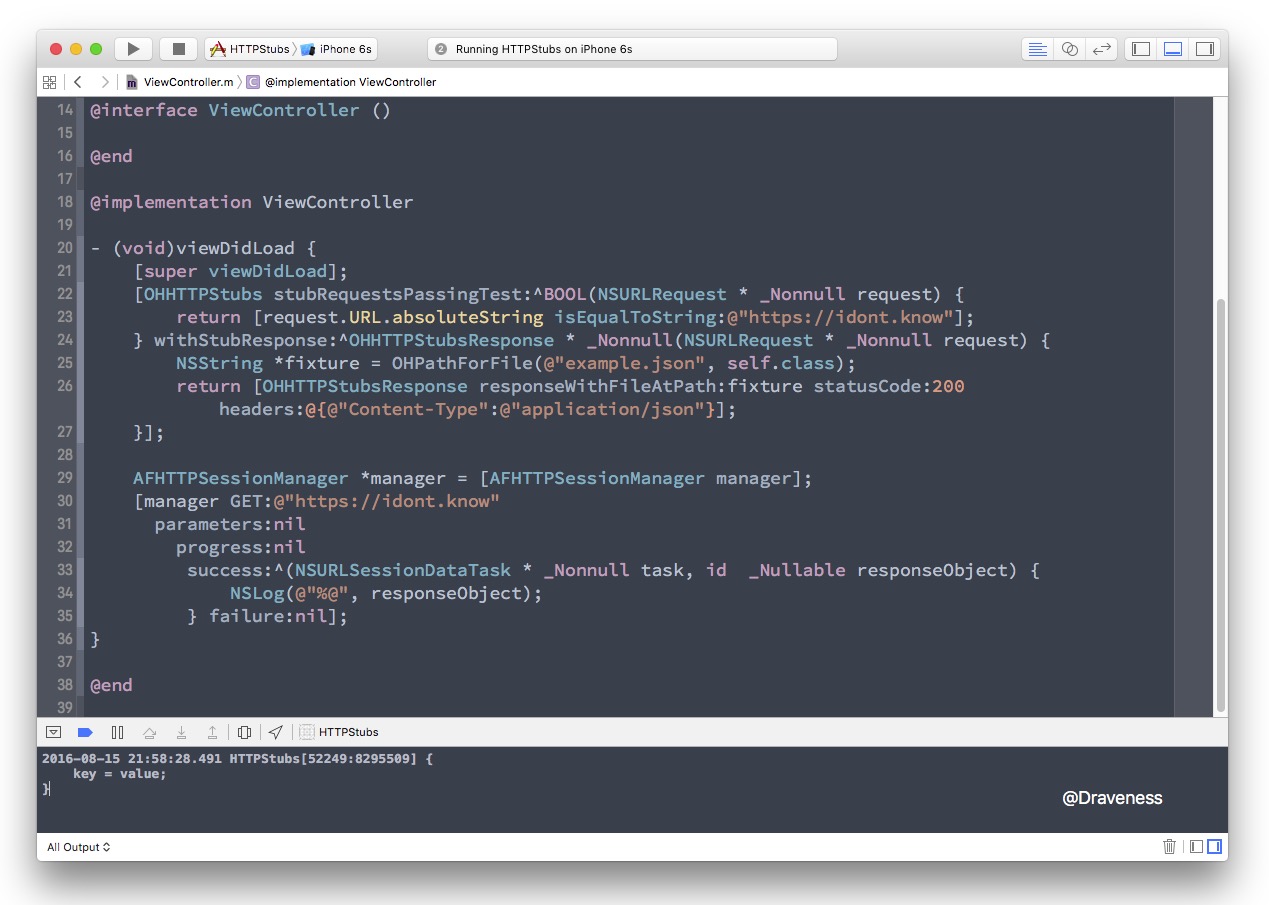 HTTPStubs iPhone 6s 2 Running HTTPStubs on iPhone 6s
m ViewController.m C @implementation ViewController
14 @interface ViewController ()
15
16 @end
17
18 @implementation ViewController
19
20 - (void)viewDidLoad {
21     [super viewDidLoad];
22     [OHHTTPStubs stubRequestsPassingTest:^BOOL(NSURLRequest * _Nonnull request) {
23         return [request.URL.absoluteString isEqualToString:@"https://idont.know"];
24     } withStubResponse:^OHHTTPStubsResponse * _Nonnull(NSURLRequest * _Nonnull request) {
25         NSString *fixture = OHPathForFile(@"example.json", self.class);
26         return [OHHTTPStubsResponse responseWithFileAtPath:fixture statusCode:200
            headers:@{@"Content-Type":@"application/json"}];
27     }];
28
29     AFHTTPSessionManager *manager = [AFHTTPSessionManager manager];
30     [manager GET:@"https://idont.know"
31       parameters:nil
32         progress:nil
33          success:^(NSURLSessionDataTask * _Nonnull task, id  _Nullable responseObject) {
34              NSLog(@"%@", responseObject);
35          } failure:nil];
36 }
37
38 @end
39
HTTPStubs
2016-08-15 21:58:28.491 HTTPStubs[52249:8295509] {
    key = value;
}
@Draveness
All Output